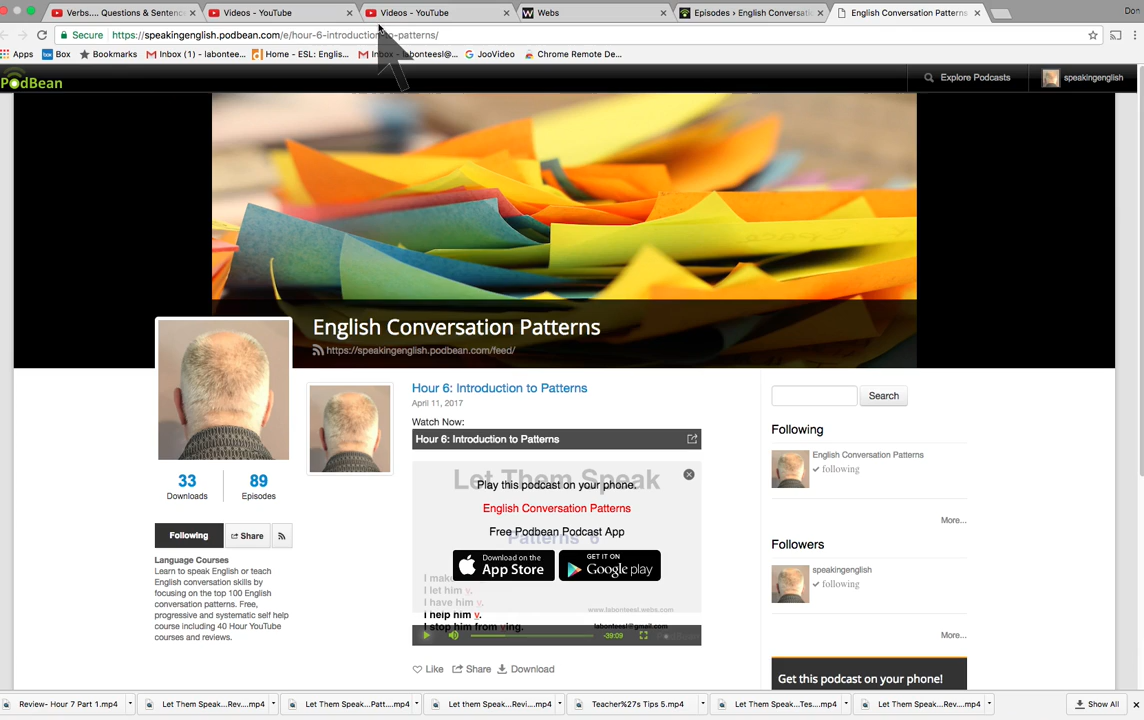 Verbs.... Questions & Sentenc
Videos - YouTube
Videos - YouTube
Webs
Episodes › English Conversati
English Conversation Patterns
Don
Secure
https://speakingenglish.podbean.com/e/hour-6-introduction-to-patterns/
Apps
Box
Bookmarks
Inbox (1) - labontee...
Home - ESL: Englis...
Inbox - labonteesl@...
JooVideo
Chrome Remote De...
PodBean
Explore Podcasts
speakingenglish
English Conversation Patterns
https://speakingenglish.podbean.com/feed/
33
Downloads
89
Episodes
Following
Share
Language Courses
Learn to speak English or teach
English conversation skills by
focusing on the top 100 English
conversation patterns. Free,
progressive and systematic self help
course including 40 Hour YouTube
courses and reviews.
Hour 6: Introduction to Patterns
April 11, 2017
Watch Now:
Hour 6: Introduction to Patterns
Let Them Speak
Play this podcast on your phone.
English Conversation Patterns
Free Podbean Podcast App
Patterns 6
Download on the
App Store
GET IT ON
Google play
I make
I let him y.
I have him y.
I help him y.
I stop him from ying.
www.labonteesl.webs.com
labonteesl@gmail.com
-39:09
Like
Share
Download
Search
Following
English Conversation Patterns
following
More...
Followers
speakingenglish
following
More...
Get this podcast on your phone!
Review- Hour 7 Part 1.mp4
Let Them Speak...Rev....mp4
Let Them Speak...Patt....mp4
Let them Speak...Revi....mp4
Teacher%27s Tips 5.mp4
Let Them Speak...Tes....mp4
Let Them Speak...Rev....mp4
Show All